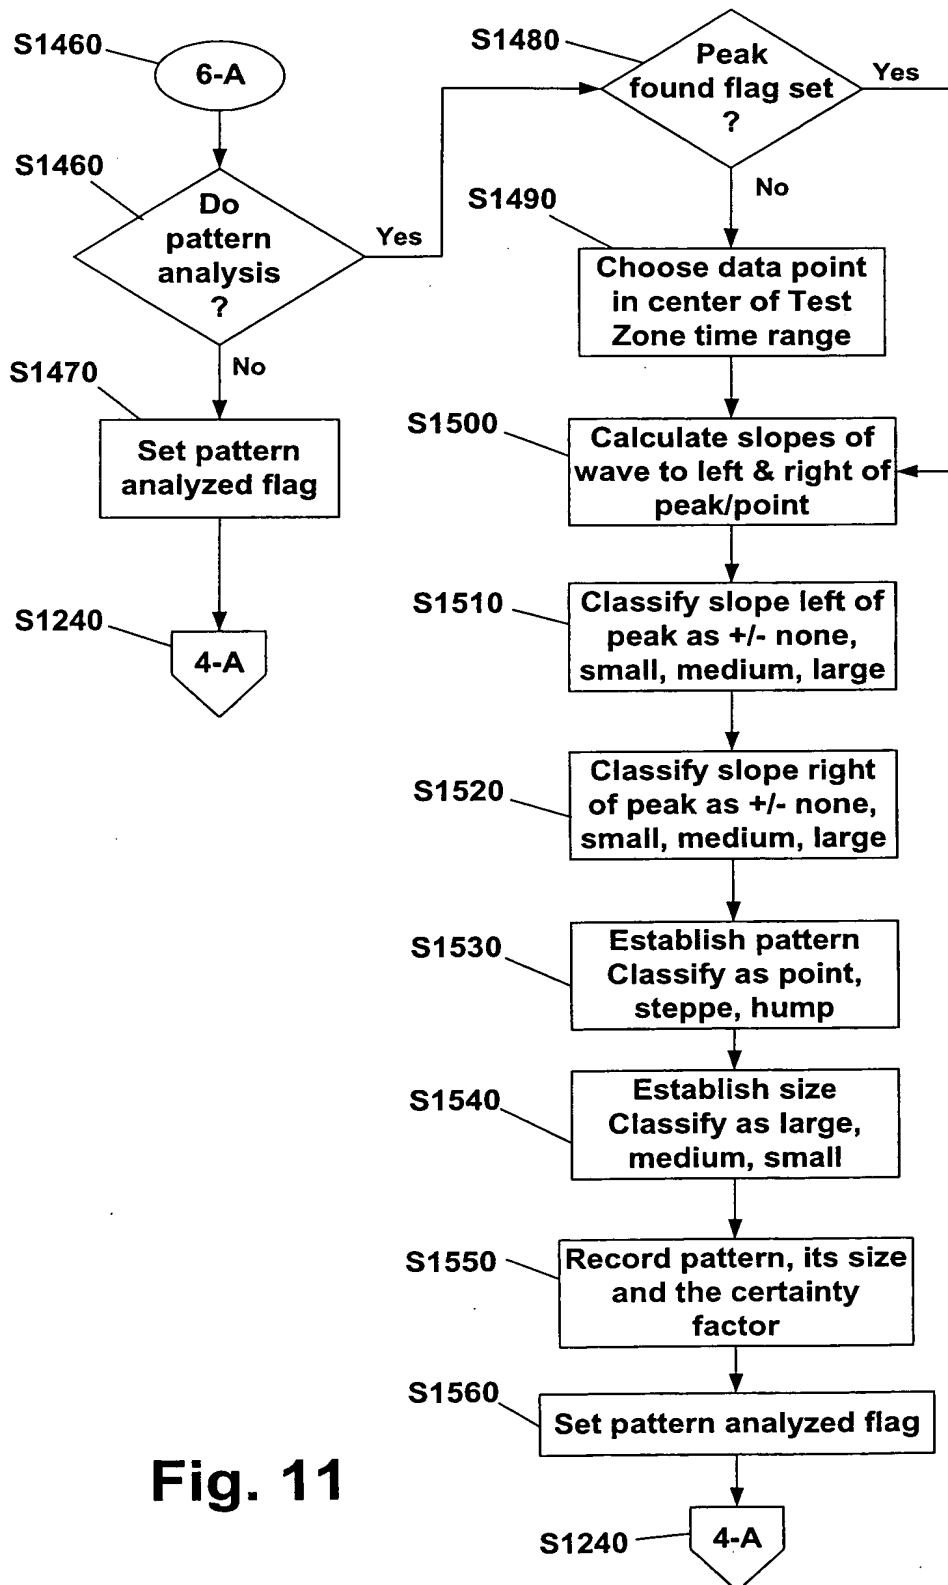 S1460
6-A
S1460
Do
pattern
analysis
?
Yes
No
S1470
Set pattern
analyzed flag
S1240
4-A
S1480
Peak
found flag set
?
Yes
No
S1490
Choose data point
in center of Test
Zone time range
S1500
Calculate slopes of
wave to left & right of
peak/point
S1510
Classify slope left of
peak as +/- none,
small, medium, large
S1520
Classify slope right
of peak as +/- none,
small, medium, large
S1530
Establish pattern
Classify as point,
steppe, hump
S1540
Establish size
Classify as large,
medium, small
S1550
Record pattern, its size
and the certainty
factor
S1560
Set pattern analyzed flag
S1240
4-A
Fig. 11